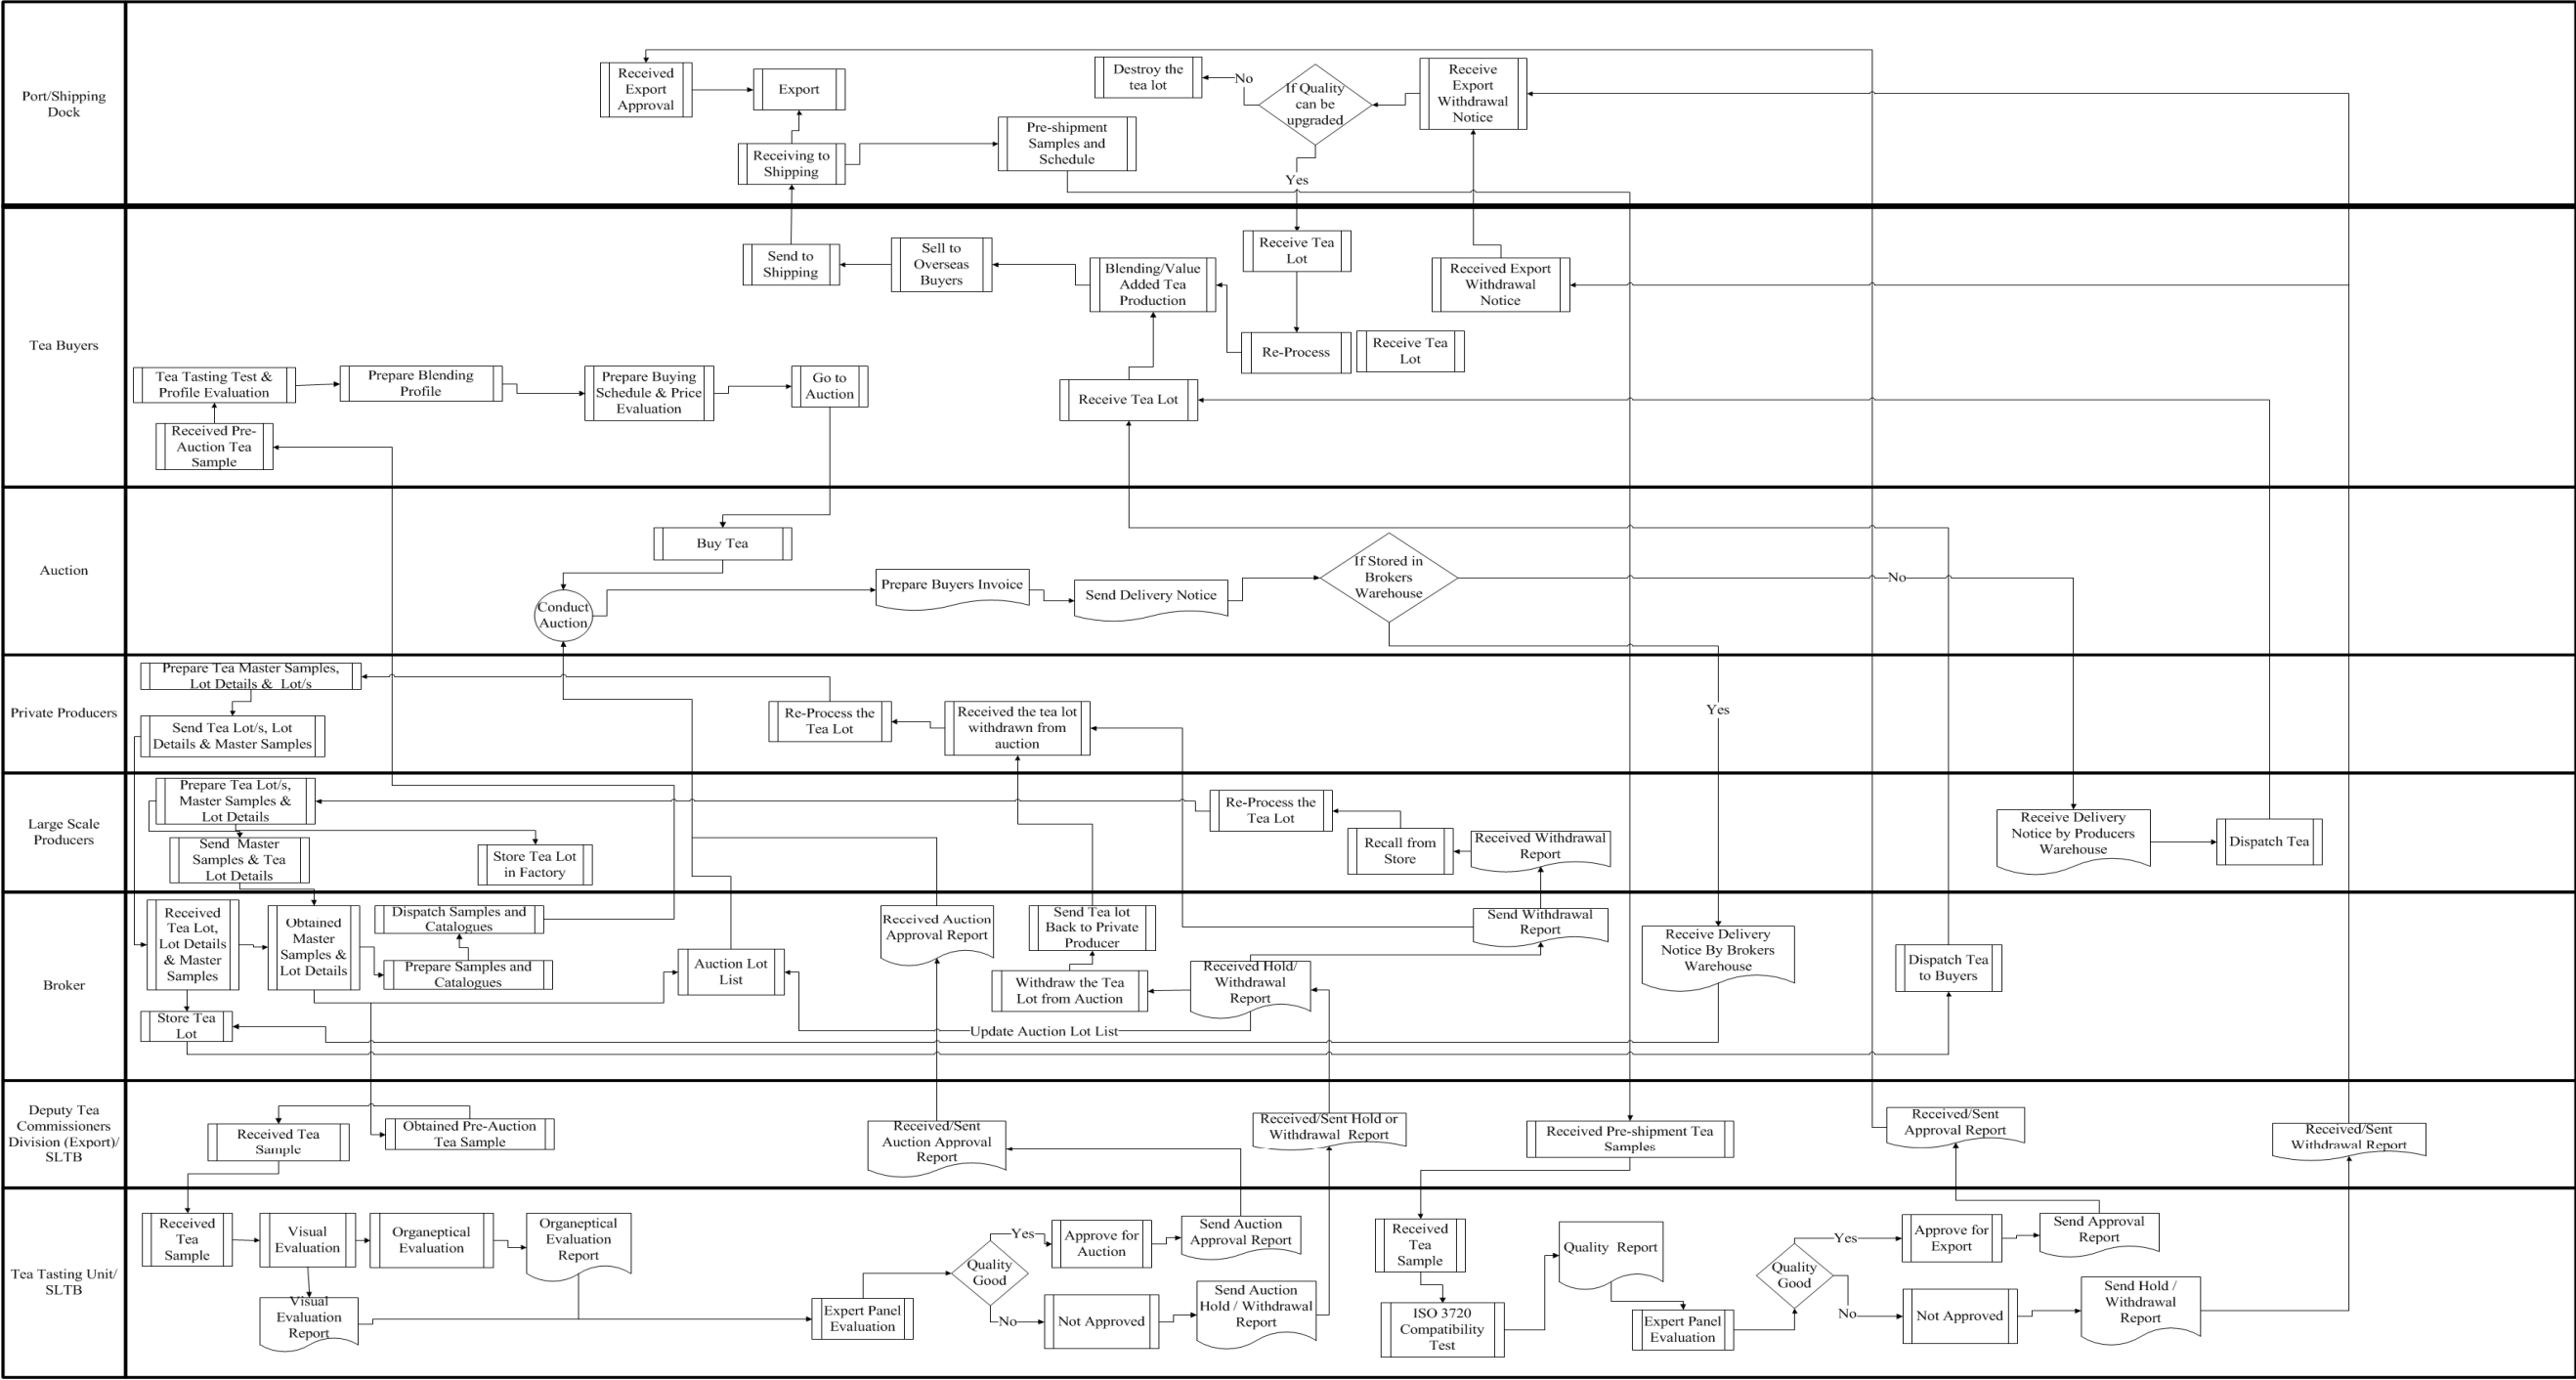 Port/Shipping
Dock
Received
Export
Approval
Export
Receiving to
Shipping
Pre-shipment
Samples and
Schedule
Destroy the
tea lot
No
If Quality
can be
upgraded
Yes
Receive
Export
Withdrawal
Notice
Tea Buyers
Send to
Shipping
Sell to
Overseas
Buyers
Blending/Value
Added Tea
Production
Receive Tea
Lot
Received Export
Withdrawal
Notice
Re-Process
Receive Tea
Lot
Tea Tasting Test &
Profile Evaluation
Prepare Blending
Profile
Prepare Buying
Schedule & Price
Evaluation
Go to
Auction
Receive Tea Lot
Received Pre-
Auction Tea
Sample
Auction
Buy Tea
Conduct
Auction
Prepare Buyers Invoice
Send Delivery Notice
If Stored in
Brokers
Warehouse
No
Private Producers
Prepare Tea Master Samples,
Lot Details & Lot/s
Send Tea Lot/s, Lot
Details & Master Samples
Re-Process the
Tea Lot
Received the tea lot
withdrawn from
auction
Yes
Large Scale
Producers
Prepare Tea Lot/s,
Master Samples &
Lot Details
Send Master
Samples & Tea
Lot Details
Store Tea Lot
in Factory
Re-Process the
Tea Lot
Recall from
Store
Received Withdrawal
Report
Receive Delivery
Notice by Producers
Warehouse
Dispatch Tea
Broker
Received
Tea Lot,
Lot Details
& Master
Samples
Obtained
Master
Samples &
Lot Details
Dispatch Samples and
Catalogues
Prepare Samples and
Catalogues
Store Tea
Lot
Auction Lot
List
Received Auction
Approval Report
Send Tea lot
Back to Private
Producer
Withdraw the Tea
Lot from Auction
Received Hold/
Withdrawal
Report
Update Auction Lot List
Send Withdrawal
Report
Receive Delivery
Notice By Brokers
Warehouse
Dispatch Tea
to Buyers
Deputy Tea
Commissioners
Division (Export)/
SLTB
Received Tea
Sample
Obtained Pre-Auction
Tea Sample
Received/Sent
Auction Approval
Report
Received/Sent Hold or
Withdrawal Report
Received Pre-shipment Tea
Samples
Received/Sent
Approval Report
Received/Sent
Withdrawal Report
Tea Tasting Unit/
SLTB
Received
Tea
Sample
Visual
Evaluation
Organeptical
Evaluation
Organeptical
Evaluation
Report
Visual
Evaluation
Report
Expert Panel
Evaluation
Quality
Good
Yes
No
Approve for
Auction
Send Auction
Approval Report
Not Approved
Send Auction
Hold / Withdrawal
Report
Received
Tea
Sample
ISO 3720
Compatibility
Test
Quality Report
Expert Panel
Evaluation
Quality
Good
Yes
No
Approve for
Export
Send Approval
Report
Not Approved
Send Hold /
Withdrawal
Report